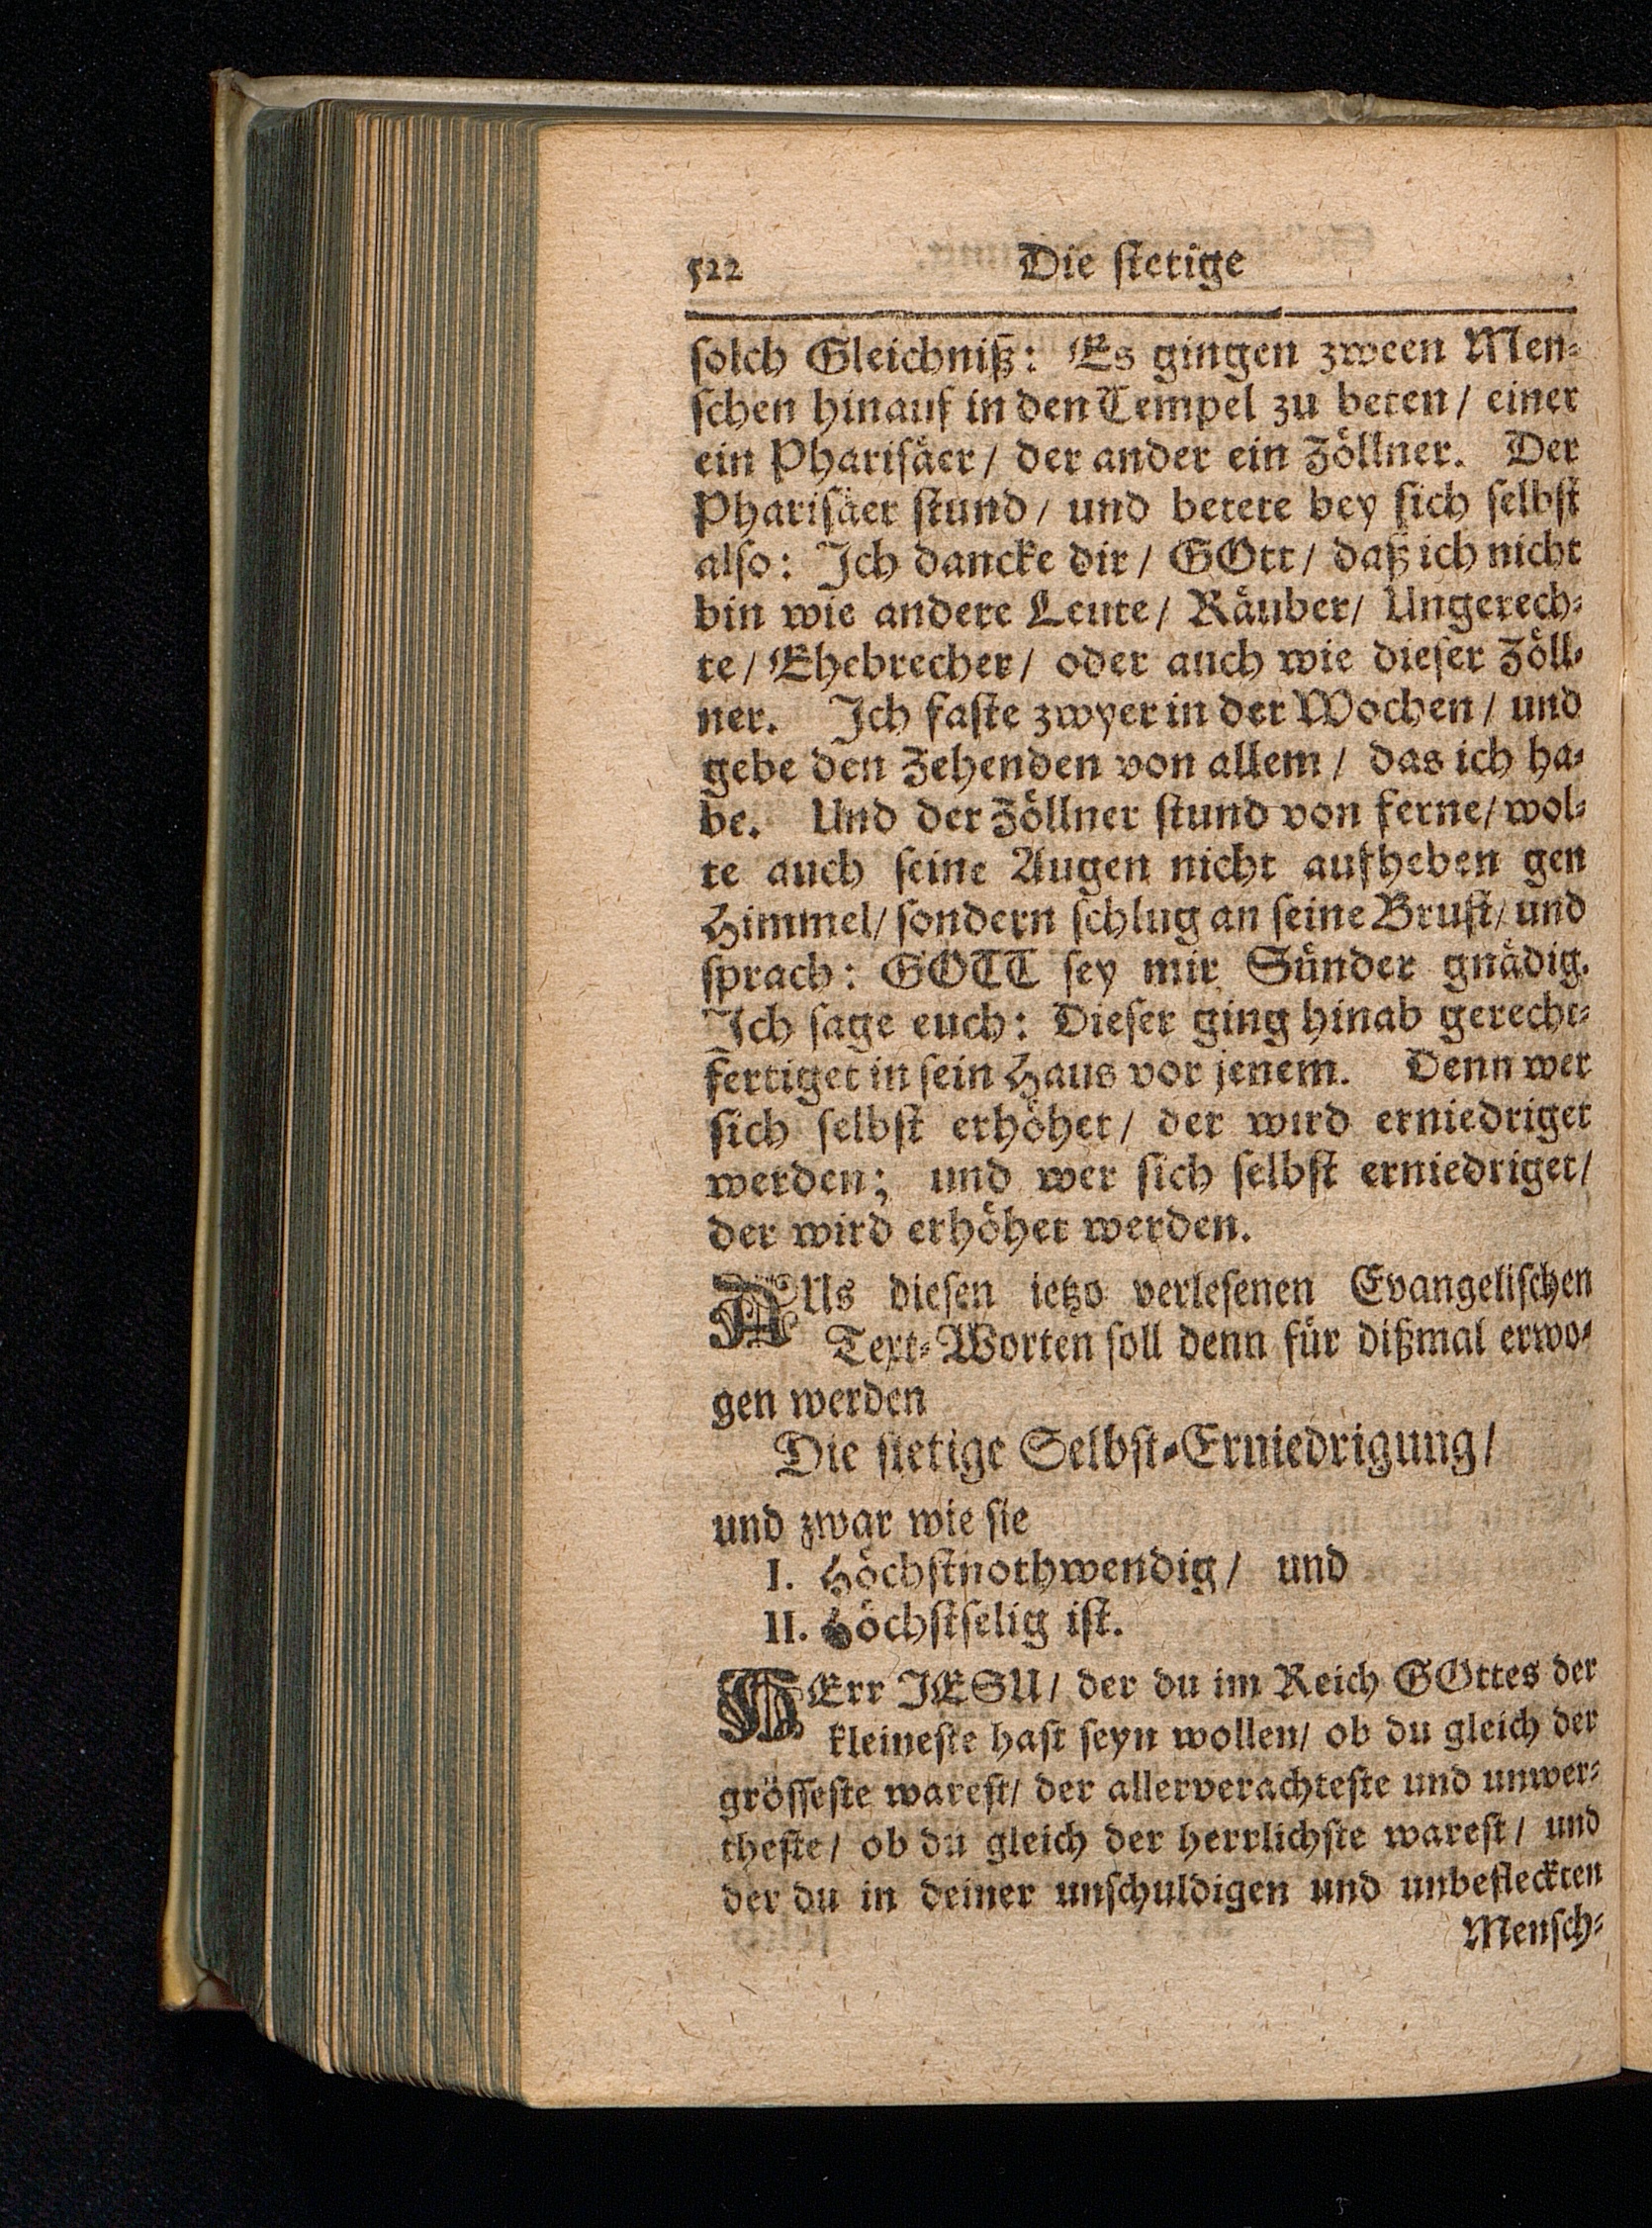 522 Die ſtetige
ſolch Gleichniß: Es gingen zween Men⸗
ſchen hinauf in den Tempel zu beten/ einer
ein Phariſäer/ der ander ein Zöllner. Der
Phariſäer ſtund/ und betete bey ſich ſelbſt
alſo: Ich dancke dir/ GOtt/ daß ich nicht
bin wie andere Leute/ Räuber/ Ungerech⸗
te/ Ehebrecher/ oder auch wie dieſer Zöll⸗
ner. Ich faſte zwyer in der Wochen/ und
gebe den Zehenden von allem/ das ich ha⸗
be. Und der Zöllner ſtund von ferne/ wol⸗
te auch ſeine Augen nicht aufheben gen
Himmel/ ſondern ſchlug an ſeine Bruſt/ und
ſprach: GOTT ſey mir Sünder gnädig.
Ich ſage euch: Dieſer ging hinab gerecht⸗
fertiget in ſein Haus vor jenem. Denn wer
ſich ſelbſt erhöhet/ der wird erniedriget
werden; und wer ſich ſelbſt erniedriget/
der wird erhöhet werden.
AUs dieſen ietzo verleſenen Evangeliſchen
Text⸗Worten ſoll denn für dißmal erwo⸗
gen werden
Die ſtetige Selbſt⸗Erniedrigung/
und zwar wie ſie
I. Höchſtnothwendig/ und
II. Höchſtſelig iſt.
HErr JESU/ der du im Reich GOttes der
kleineſte haſt ſeyn wollen/ ob du gleich der
gröſſeſte wareſt/ der allerverachteſte und unwer⸗
theſte/ ob du gleich der herrlichſte wareſt/ und
der du in deiner unſchuldigen und unbefleckten
Menſch⸗